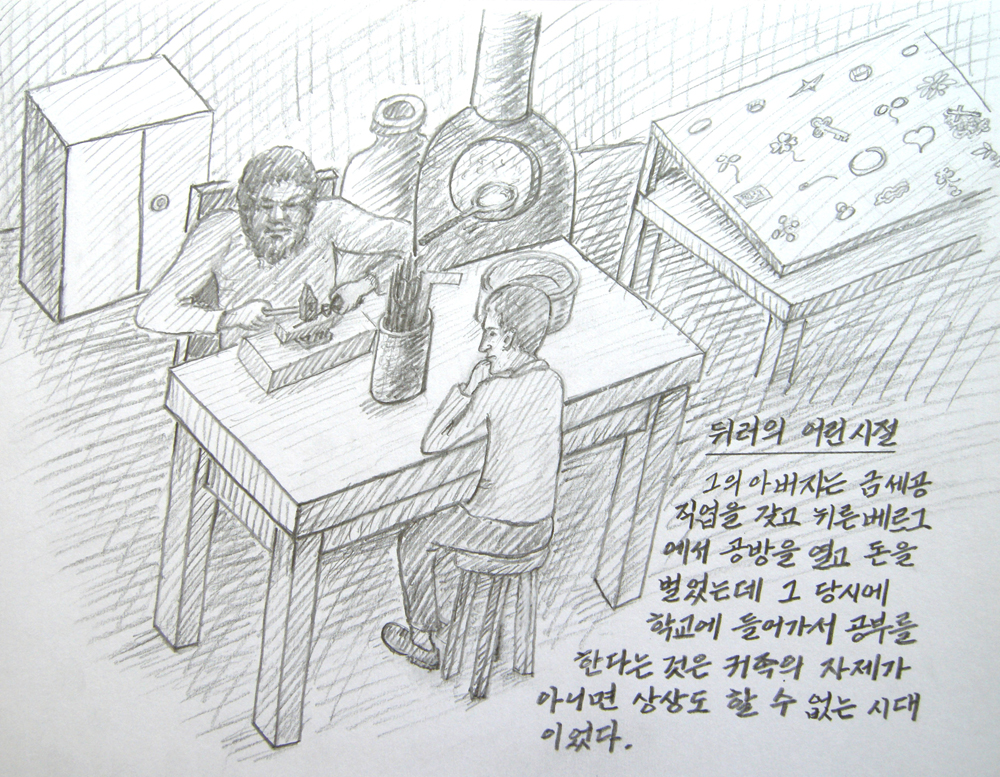 뒤러의 어린시절
그의 아버지는 금세공
직업을 갖고 뉘른베르그
에서 공방을 열고 돈을
벌었는데 그 당시에
학교에 들어가서 공부를
한다는 것은 귀족의 자제가
아니면 상상도 할 수 없는 시대
이었다.